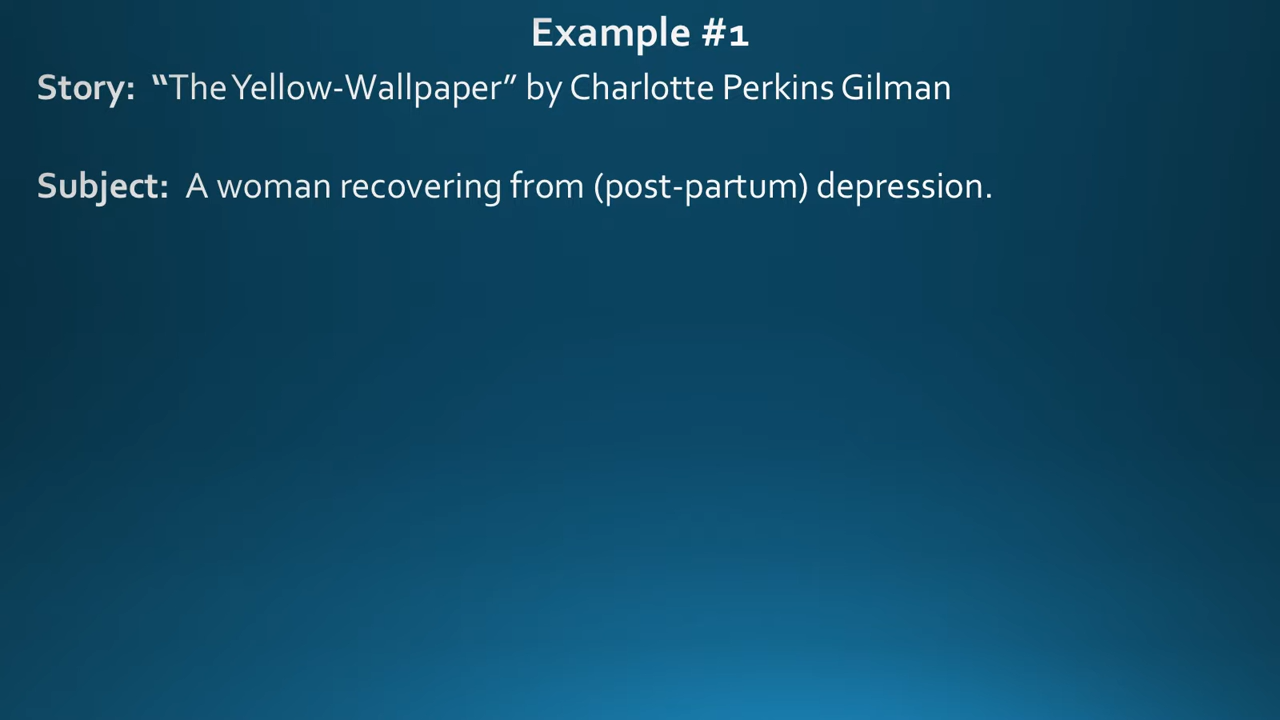 Example #1
Story: “The Yellow-Wallpaper” by Charlotte Perkins Gilman
Subject: A woman recovering from (post-partum) depression.